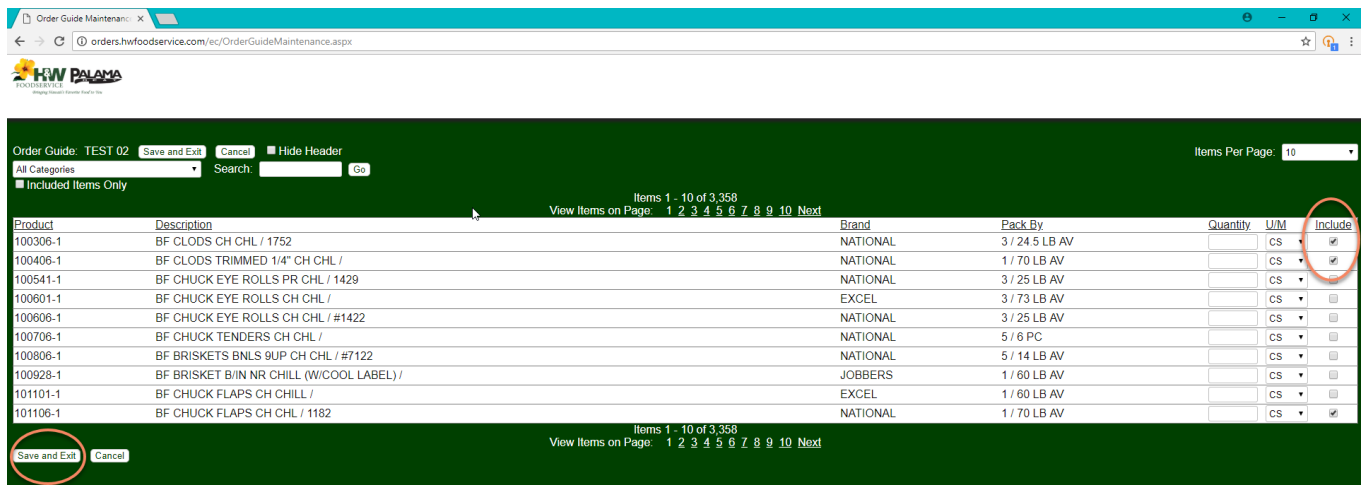 Order Guide Maintenanc
orders.hwfoodservice.com/ec/OrderGuideMaintenance.aspx
1
H&W PALAMA
FOODSERVICE
Order Guide: TEST 02 Save and Exit Cancel Hide Header Items Per Page: 10
All Categories Search: Go
Included Items Only
Items 1 - 10 of 3,358
View Items on Page: 1 2 3 4 5 6 7 8 9 10 Next
Product Description Brand Pack By Quantity U/M Include
100306-1 BF CLODS CH CHL / 1752 NATIONAL 3 / 24.5 LB AV CS
100406-1 BF CLODS TRIMMED 1/4" CH CHL / NATIONAL 1 / 70 LB AV CS
100541-1 BF CHUCK EYE ROLLS PR CHL / 1429 NATIONAL 3 / 25 LB AV CS
100601-1 BF CHUCK EYE ROLLS CH CHL / EXCEL 3 / 73 LB AV CS
100606-1 BF CHUCK EYE ROLLS CH CHL / #1422 NATIONAL 3 / 25 LB AV CS
100706-1 BF CHUCK TENDERS CH CHL / NATIONAL 5 / 6 PC CS
100806-1 BF BRISKETS BNLS 9UP CH CHL / #7122 NATIONAL 5 / 14 LB AV CS
100928-1 BF BRISKET B/IN NR CHILL (W/COOL LABEL) / JOBBERS 1 / 60 LB AV CS
101101-1 BF CHUCK FLAPS CH CHILL / EXCEL 1 / 60 LB AV CS
101106-1 BF CHUCK FLAPS CH CHL / 1182 NATIONAL 1 / 70 LB AV CS
Items 1 - 10 of 3,358
View Items on Page: 1 2 3 4 5 6 7 8 9 10 Next
Save and Exit Cancel